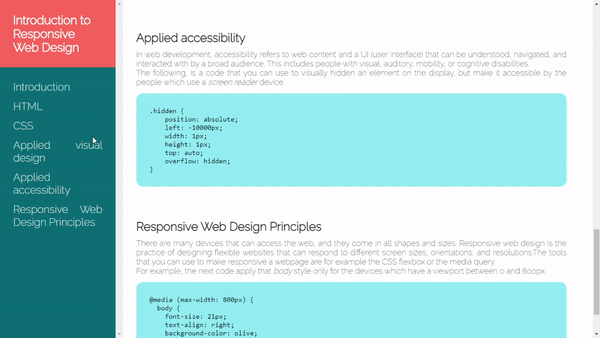 Introduction to
Responsive
Web Design
Introduction
HTML
CSS
Applied visual
design
Applied
accessibility
Responsive Web
Design Principles
Applied accessibility
In web development, accessibility refers to web content and a UI (user interface) that can be understood, navigated, and
interacted with by a broad audience. This includes people with visual, auditory, mobility, or cognitive disabilities.
The following, is a code that you can use to visually hidden an element on the display, but make it accessible by the
people which use a screen reader device.
.hidden {
position: absolute;
left: -10000px;
width: 1px;
height: 1px;
top: auto;
overflow: hidden;
}
Responsive Web Design Principles
There are many devices that can access the web, and they come in all shapes and sizes. Responsive web design is the
practice of designing flexible websites that can respond to different screen sizes, orientations, and resolutions.The tools
that you can use to make responsive a webpage are for example the CSS flexbox or the media query.
For example, the next code apply that body style only for the devices which have a viewport between 0 and 800px.
@media (max-width: 800px) {
body {
font-size: 21px;
text-align: right;
background-color: olive;